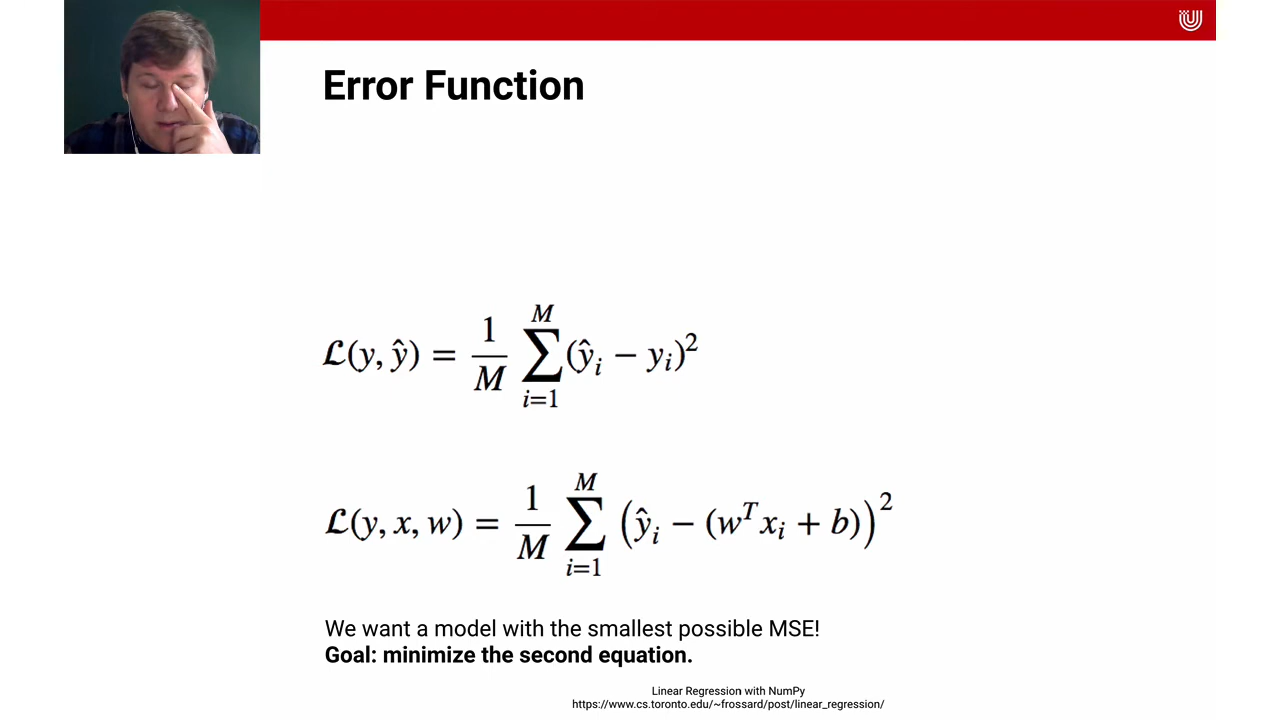 Error Function
ℒ(y, ŷ) = 1/M ∑_{i=1}^{M} (ŷ_i − y_i)²
ℒ(y, x, w) = 1/M ∑_{i=1}^{M} (ŷ_i − (w^T x_i + b))²
We want a model with the smallest possible MSE!
Goal: minimize the second equation.
Linear Regression with NumPy
https://www.cs.toronto.edu/~frossard/post/linear_regression/